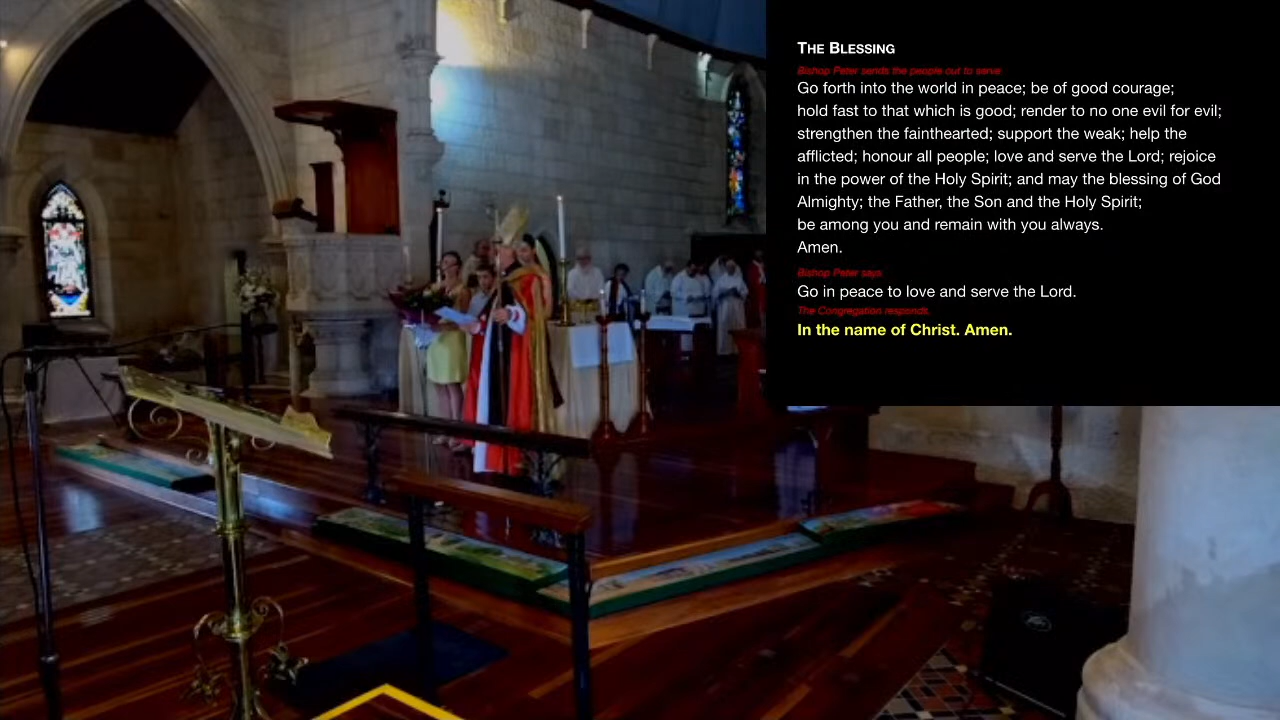 THE BLESSING
Bishop Peter sends the people out to serve
Go forth into the world in peace; be of good courage;
hold fast to that which is good; render to no one evil for evil;
strengthen the fainthearted; support the weak; help the
afflicted; honour all people; love and serve the Lord; rejoice
in the power of the Holy Spirit; and may the blessing of God
Almighty; the Father, the Son and the Holy Spirit;
be among you and remain with you always.
Amen.
Bishop Peter says
Go in peace to love and serve the Lord.
The Congregation responds
In the name of Christ. Amen.